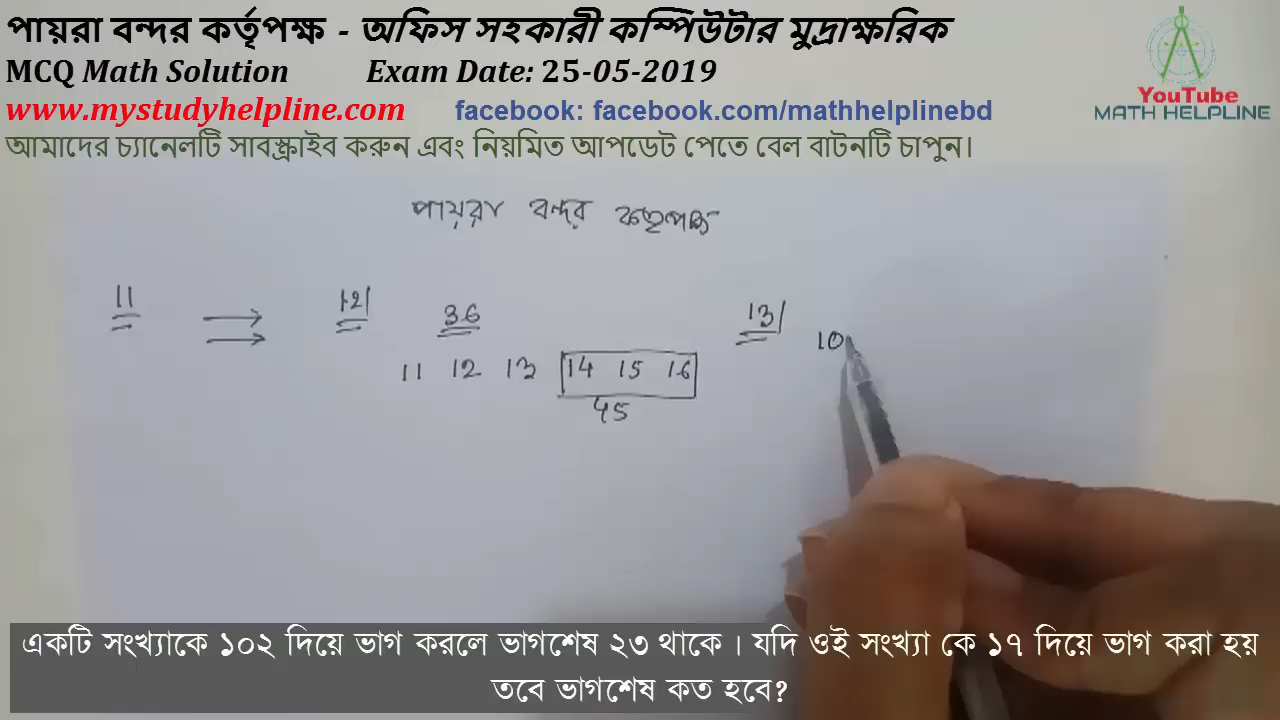 পায়রা বন্দর কর্তৃপক্ষ - অফিস সহকারী কম্পিউটার মুদ্রাক্ষরিক
MCQ Math Solution Exam Date: 25-05-2019
www.mystudyhelpline.com facebook: facebook.com/mathhelplinebd
YouTube
MATH HELPLINE
আমাদের চ্যানেলটি সাবস্ক্রাইব করুন এবং নিয়মিত আপডেট পেতে বেল বাটনটি চাপুন।
পায়রা বন্দর কর্তৃপক্ষ
11 12 36 13
10
11 12 13 14 15 16
45
একটি সংখ্যাকে ১০২ দিয়ে ভাগ করলে ভাগশেষ ২৩ থাকে। যদি ওই সংখ্যা কে ১৭ দিয়ে ভাগ করা হয়
তবে ভাগশেষ কত হবে?